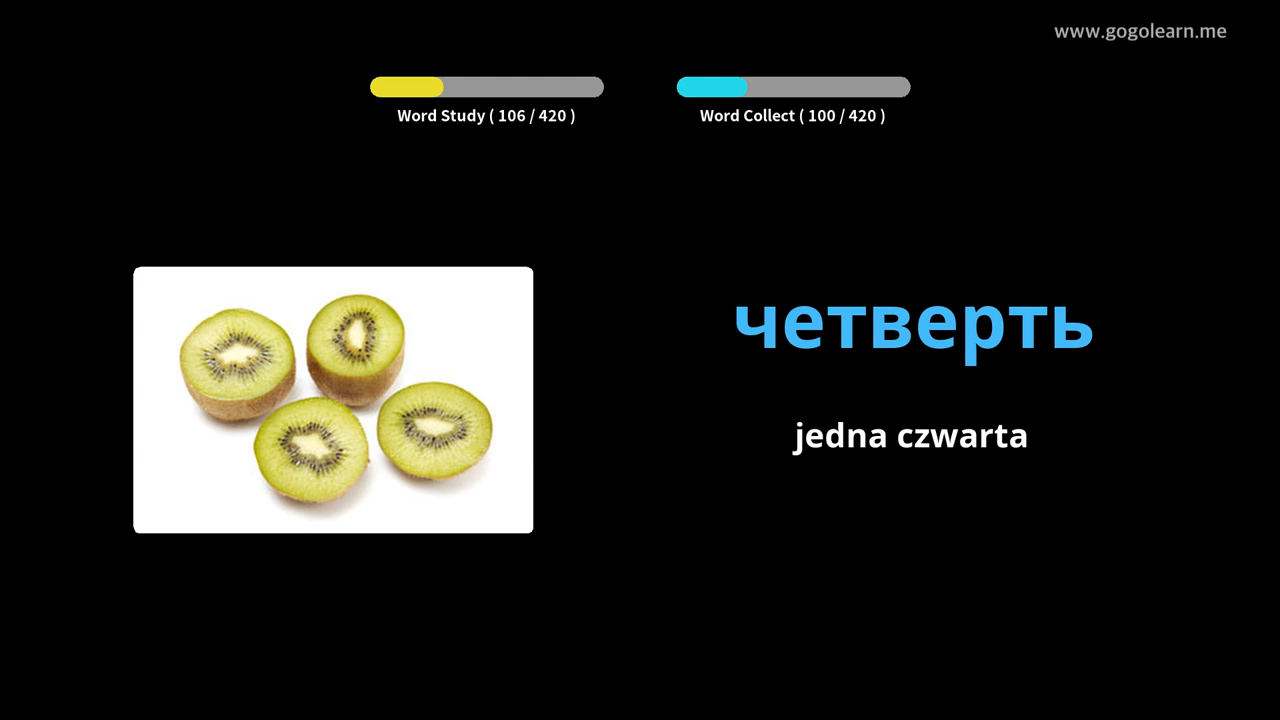 www.gogolearn.me
Word Study ( 106 / 420 )
Word Collect ( 100 / 420 )
четверть
jedna czwarta